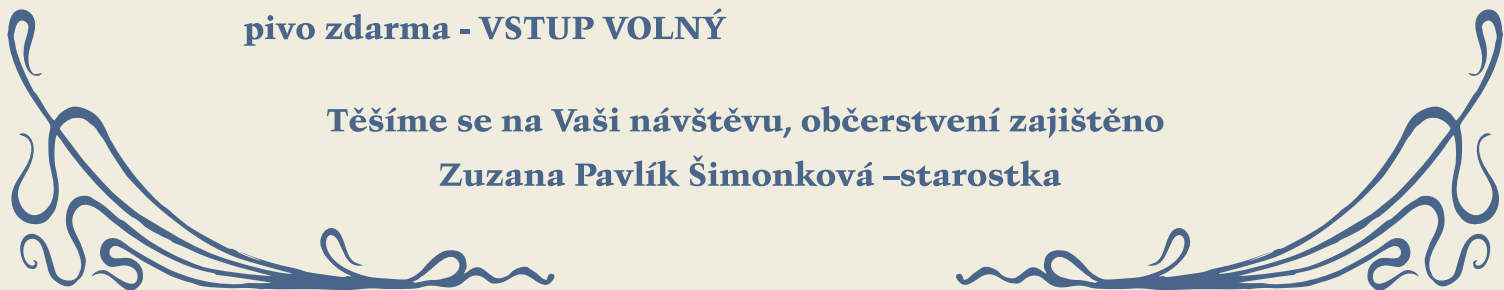 pivo zdarma - VSTUP VOLNÝ
Těšíme se na Vaši návštěvu, občerstvení zajištěno
Zuzana Pavlík Šimonková –starostka